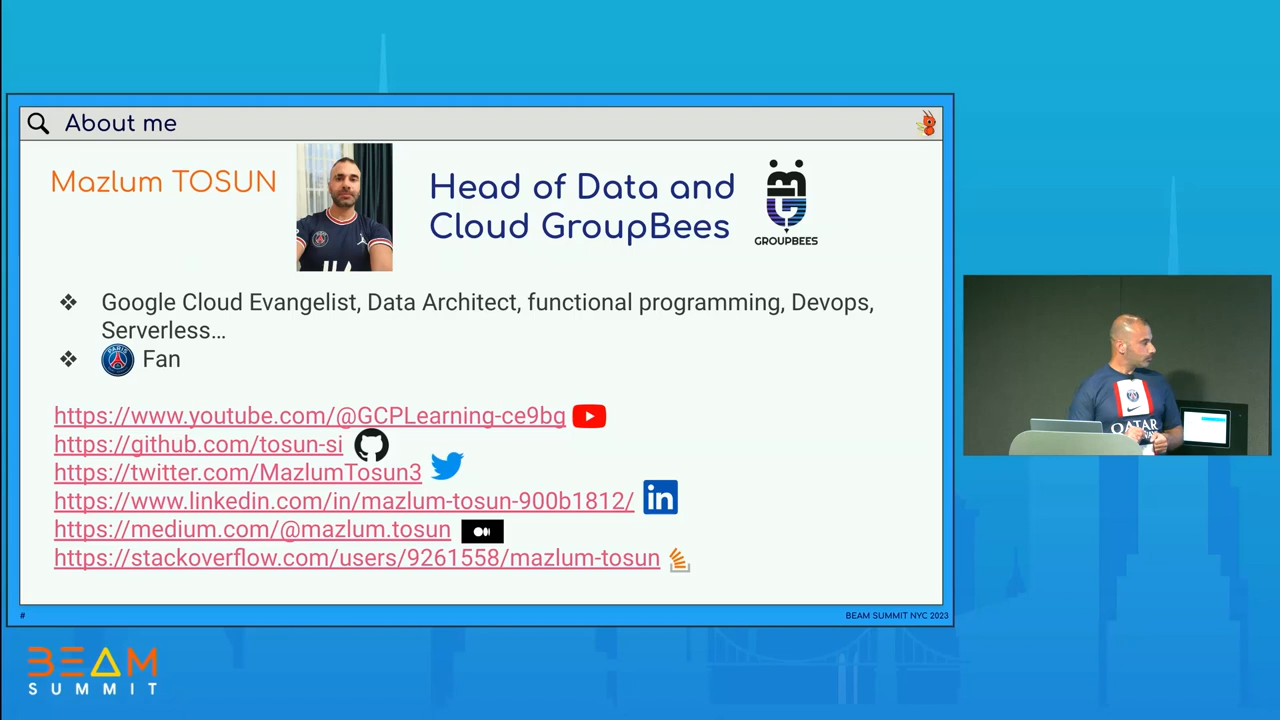 About me
Mazlum TOSUN
Head of Data and
Cloud GroupBees
GROUPBEES
Google Cloud Evangelist, Data Architect, functional programming, Devops,
Serverless…
PARIS
Fan
https://www.youtube.com/@GCPLearning-ce9bg
https://github.com/tosun-si
https://twitter.com/MazlumTosun3
https://www.linkedin.com/in/mazlum-tosun-900b1812/
in
https://medium.com/@mazlum.tosun
https://stackoverflow.com/users/9261558/mazlum-tosun
#
BEAM SUMMIT NYC 2023
QATAR
BEAM
SUMMIT